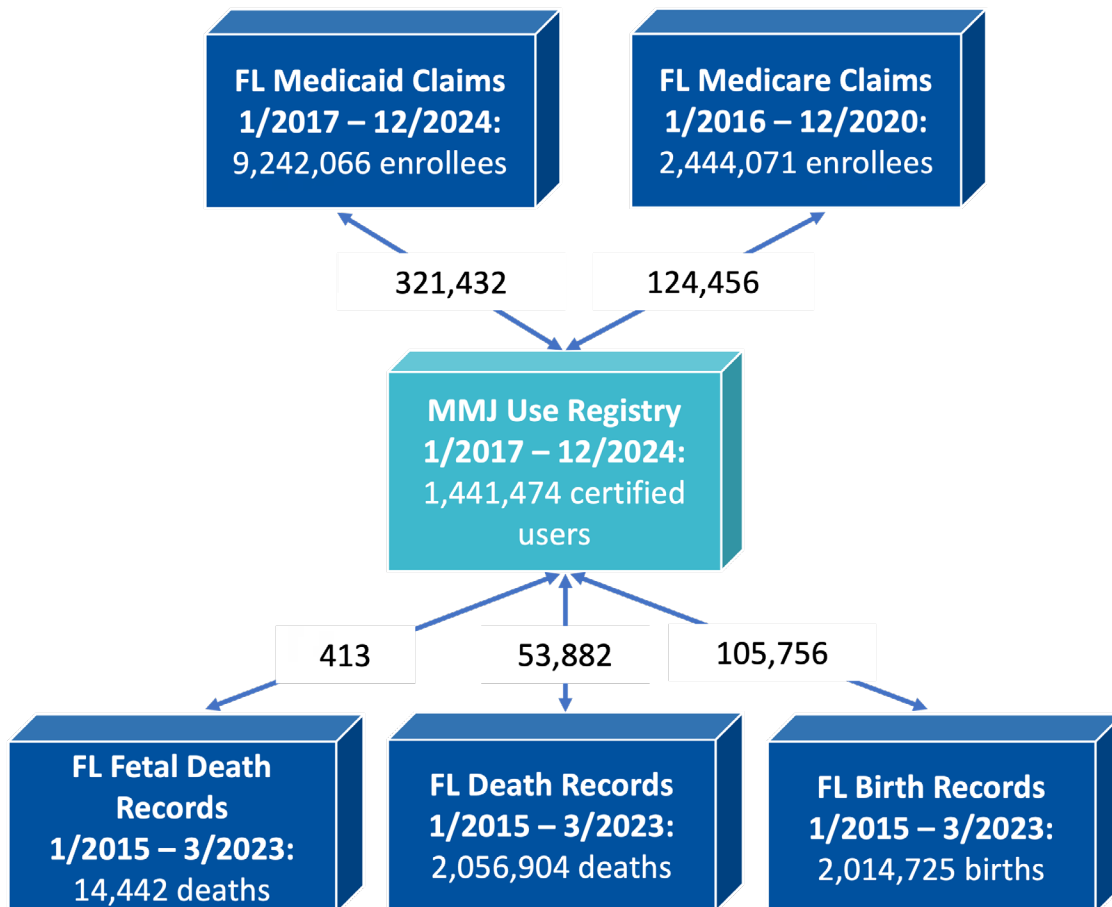 FL Medicaid Claims
1/2017 – 12/2024:
9,242,066 enrollees
FL Medicare Claims
1/2016 – 12/2020:
2,444,071 enrollees
321,432
124,456
MMJ Use Registry
1/2017 – 12/2024:
1,441,474 certified
users
413
53,882
105,756
FL Fetal Death
Records
1/2015 – 3/2023:
14,442 deaths
FL Death Records
1/2015 – 3/2023:
2,056,904 deaths
FL Birth Records
1/2015 – 3/2023:
2,014,725 births